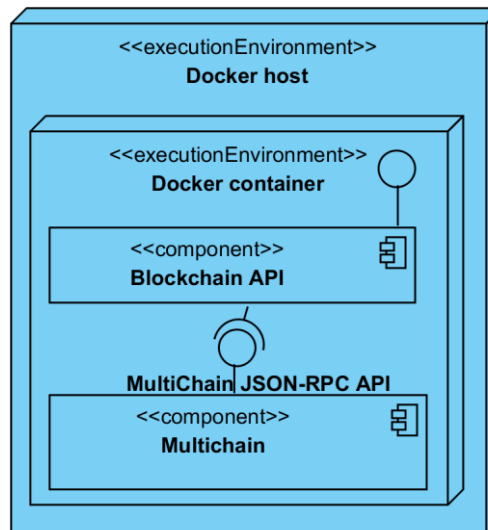 <<executionEnvironment>>
Docker host
<<executionEnvironment>>
Docker container
<<component>>
Blockchain API
MultiChain JSON-RPC API
<<component>>
Multichain